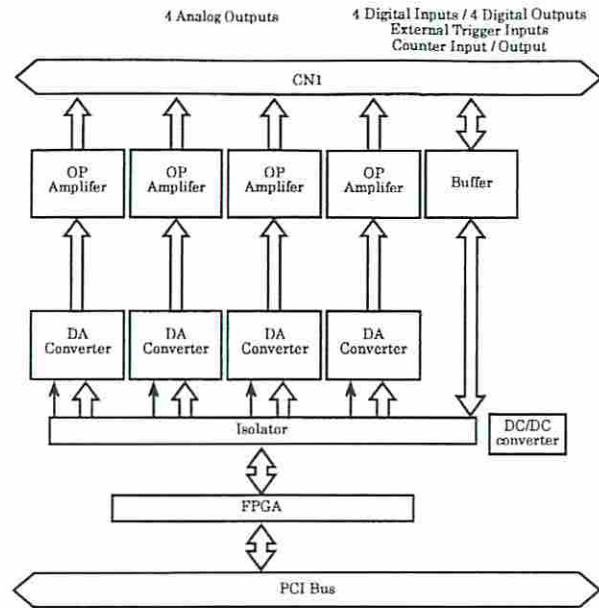 4 Analog Outputs
4 Digital Inputs / 4 Digital Outputs
External Trigger Inputs
Counter Input / Output
CN1
OP
Amplifer
OP
Amplifer
OP
Amplifer
OP
Amplifer
Buffer
DA
Converter
DA
Converter
DA
Converter
DA
Converter
Isolator
DC/DC
converter
FPGA
PCI Bus